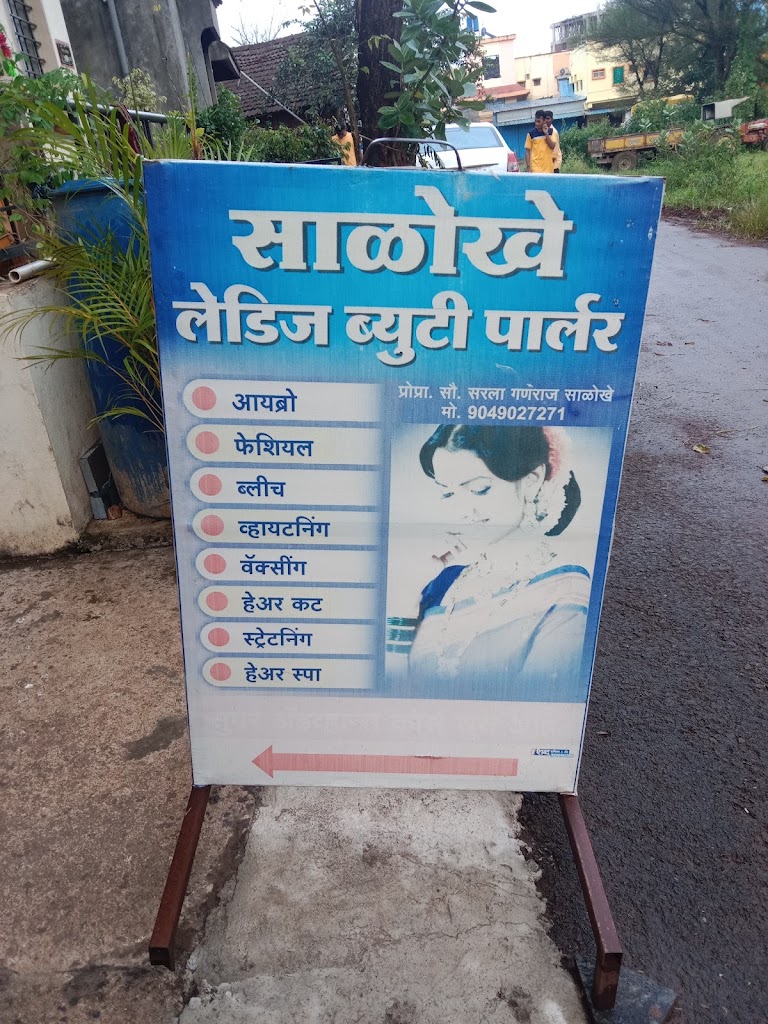 साळोखे
लेडिज ब्युटी पार्लर
प्रोप्रा. सौ. सरला गणेराज साळोखे
मो. 9049027271
आयब्रो
फेशियल
ब्लीच
व्हायटनिंग
वॅक्सींग
हेअर कट
स्ट्रेटनिंग
हेअर स्पा